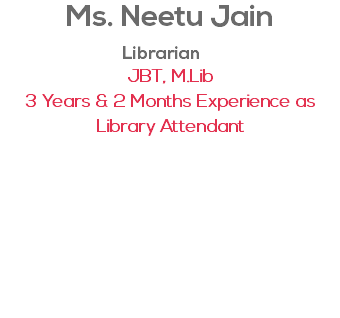 Ms. Neetu Jain
Librarian
JBT, M.Lib
3 Years & 2 Months Experience as
Library Attendant